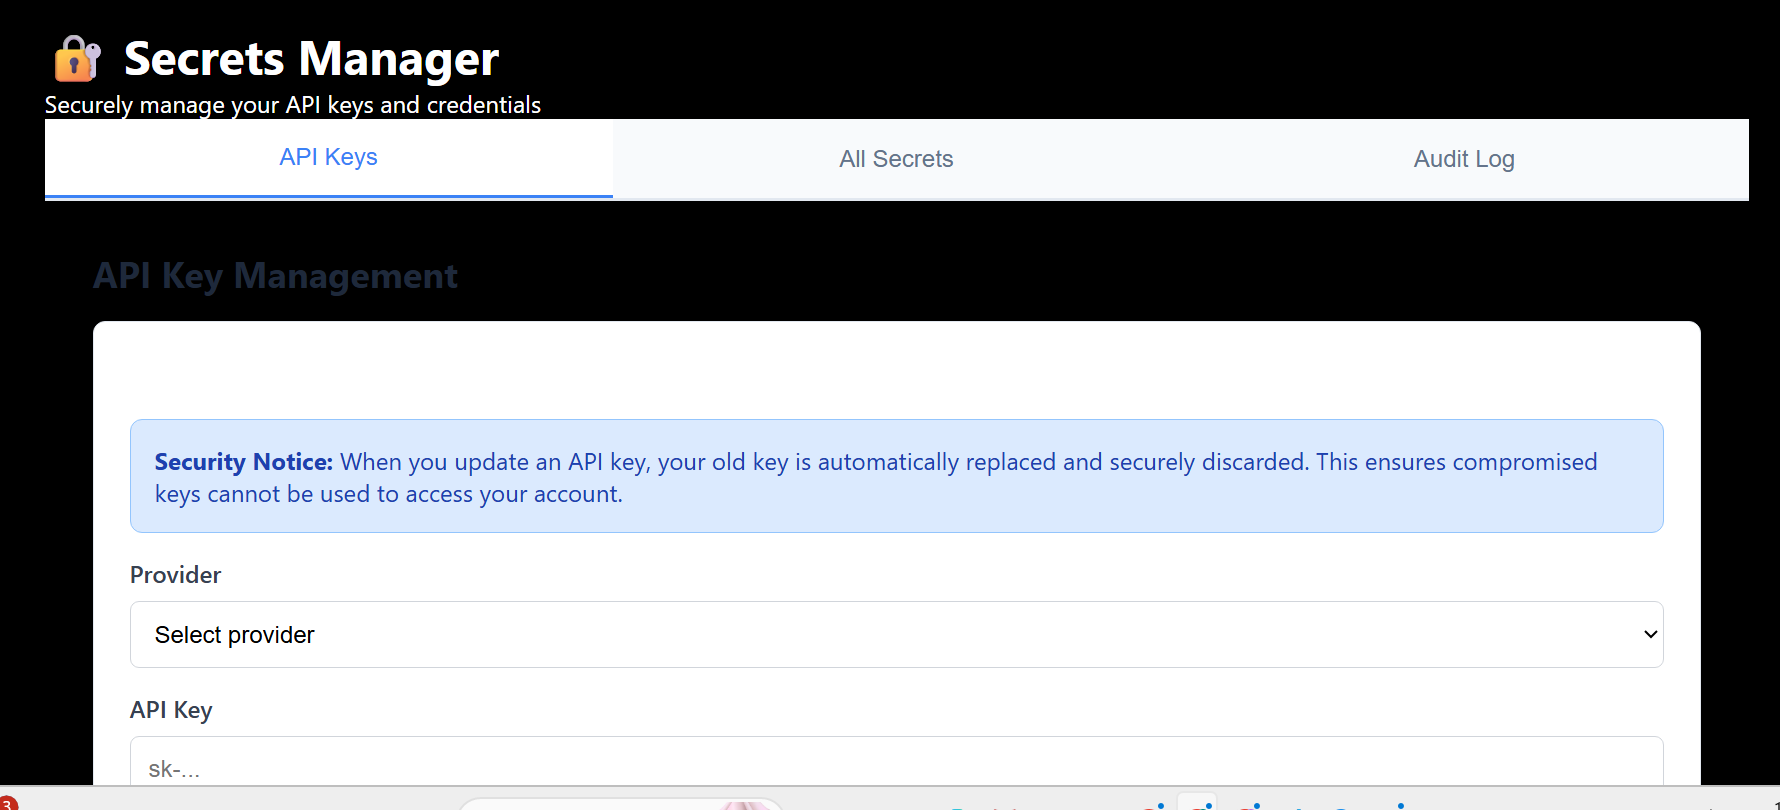 Secrets Manager
Securely manage your API keys and credentials
API Keys
All Secrets
Audit Log
API Key Management
Security Notice: When you update an API key, your old key is automatically replaced and securely discarded. This ensures compromised
keys cannot be used to access your account.
Provider
Select provider
API Key
sk-...
3